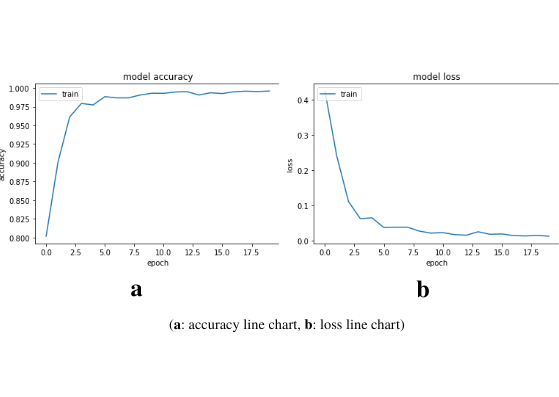 model accuracy
train
1.000
0.975
0.950
0.925
0.900
0.875
0.850
0.825
0.800
accuracy
0.0 2.5 5.0 7.5 10.0 12.5 15.0 17.5
epoch
a
model loss
train
0.4
0.3
0.2
0.1
0.0
loss
0.0 2.5 5.0 7.5 10.0 12.5 15.0 17.5
epoch
b
(a: accuracy line chart, b: loss line chart)